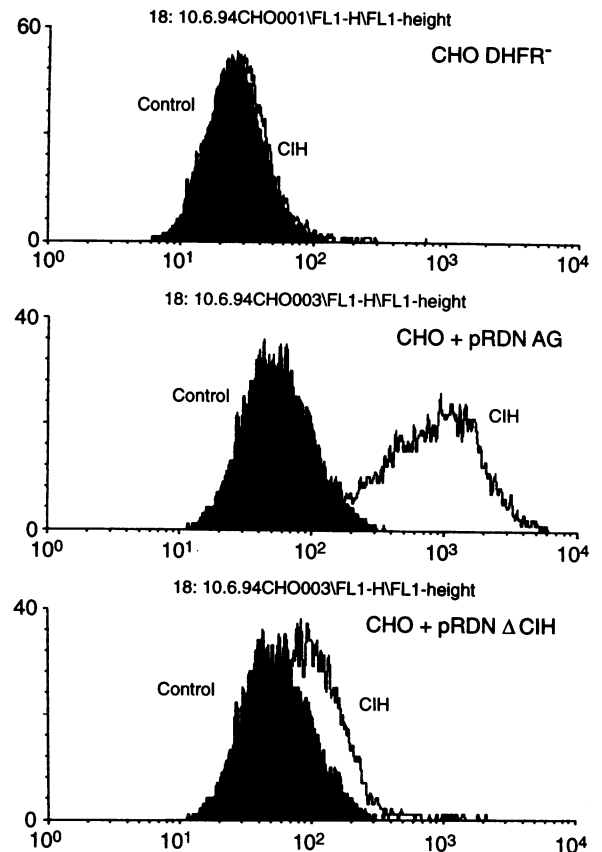 18: 10.6.94CHO001\FL1-H\FL1-height
60
CHO DHFR⁻
Control
CIH
0
10⁰ 10¹ 10² 10³ 10⁴
18: 10.6.94CHO003\FL1-H\FL1-height
40
CHO + pRDN AG
Control
CIH
0
10⁰ 10¹ 10² 10³ 10⁴
18: 10.6.94CHO003\FL1-H\FL1-height
40
CHO + pRDN Δ CIH
Control
CIH
0
10⁰ 10¹ 10² 10³ 10⁴